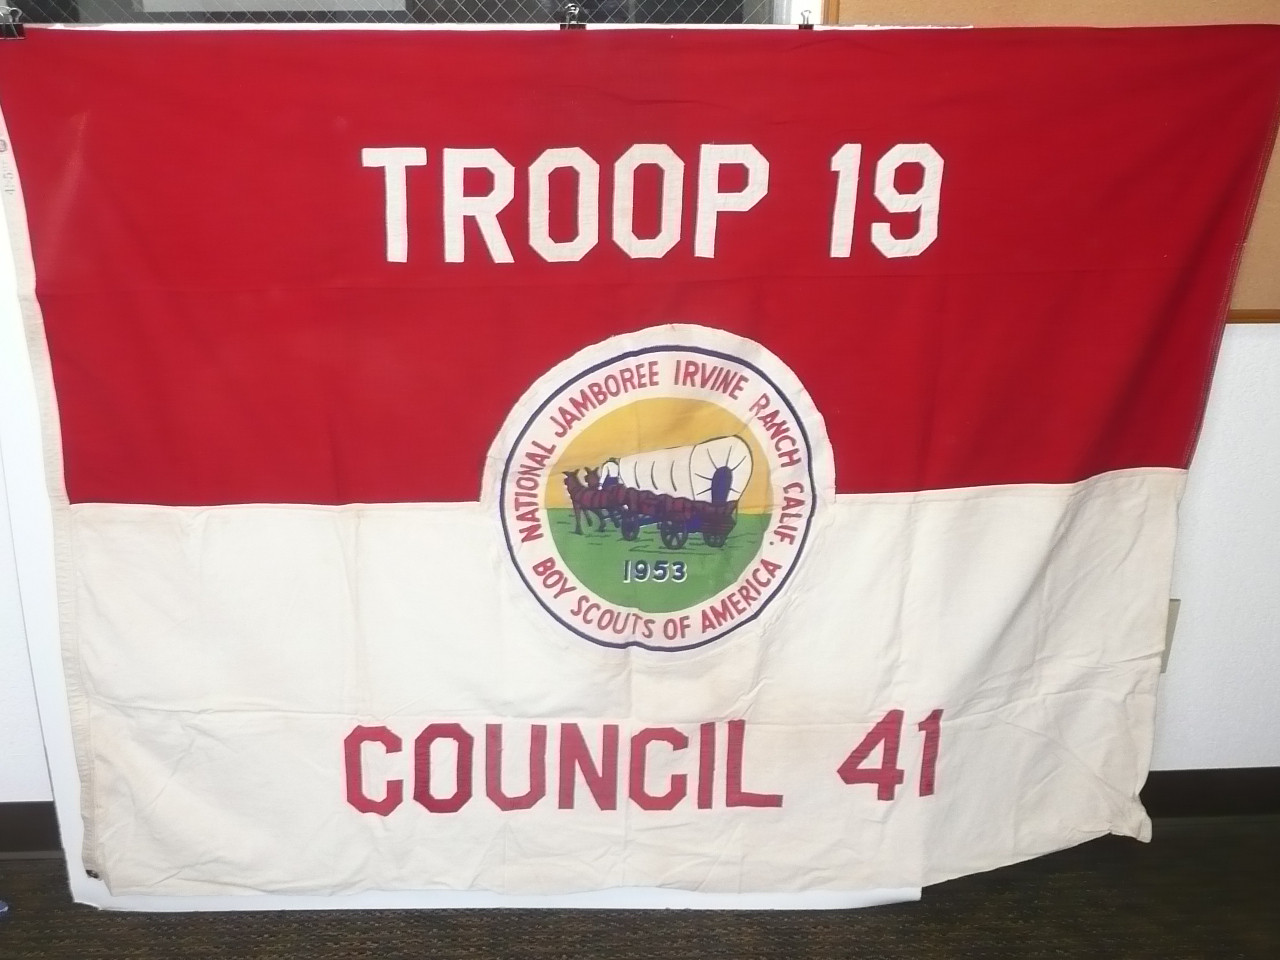 TROOP 19
NATIONAL JAMBOREE IRVINE RANCH CALIF.
1953
BOY SCOUTS OF AMERICA
COUNCIL 41